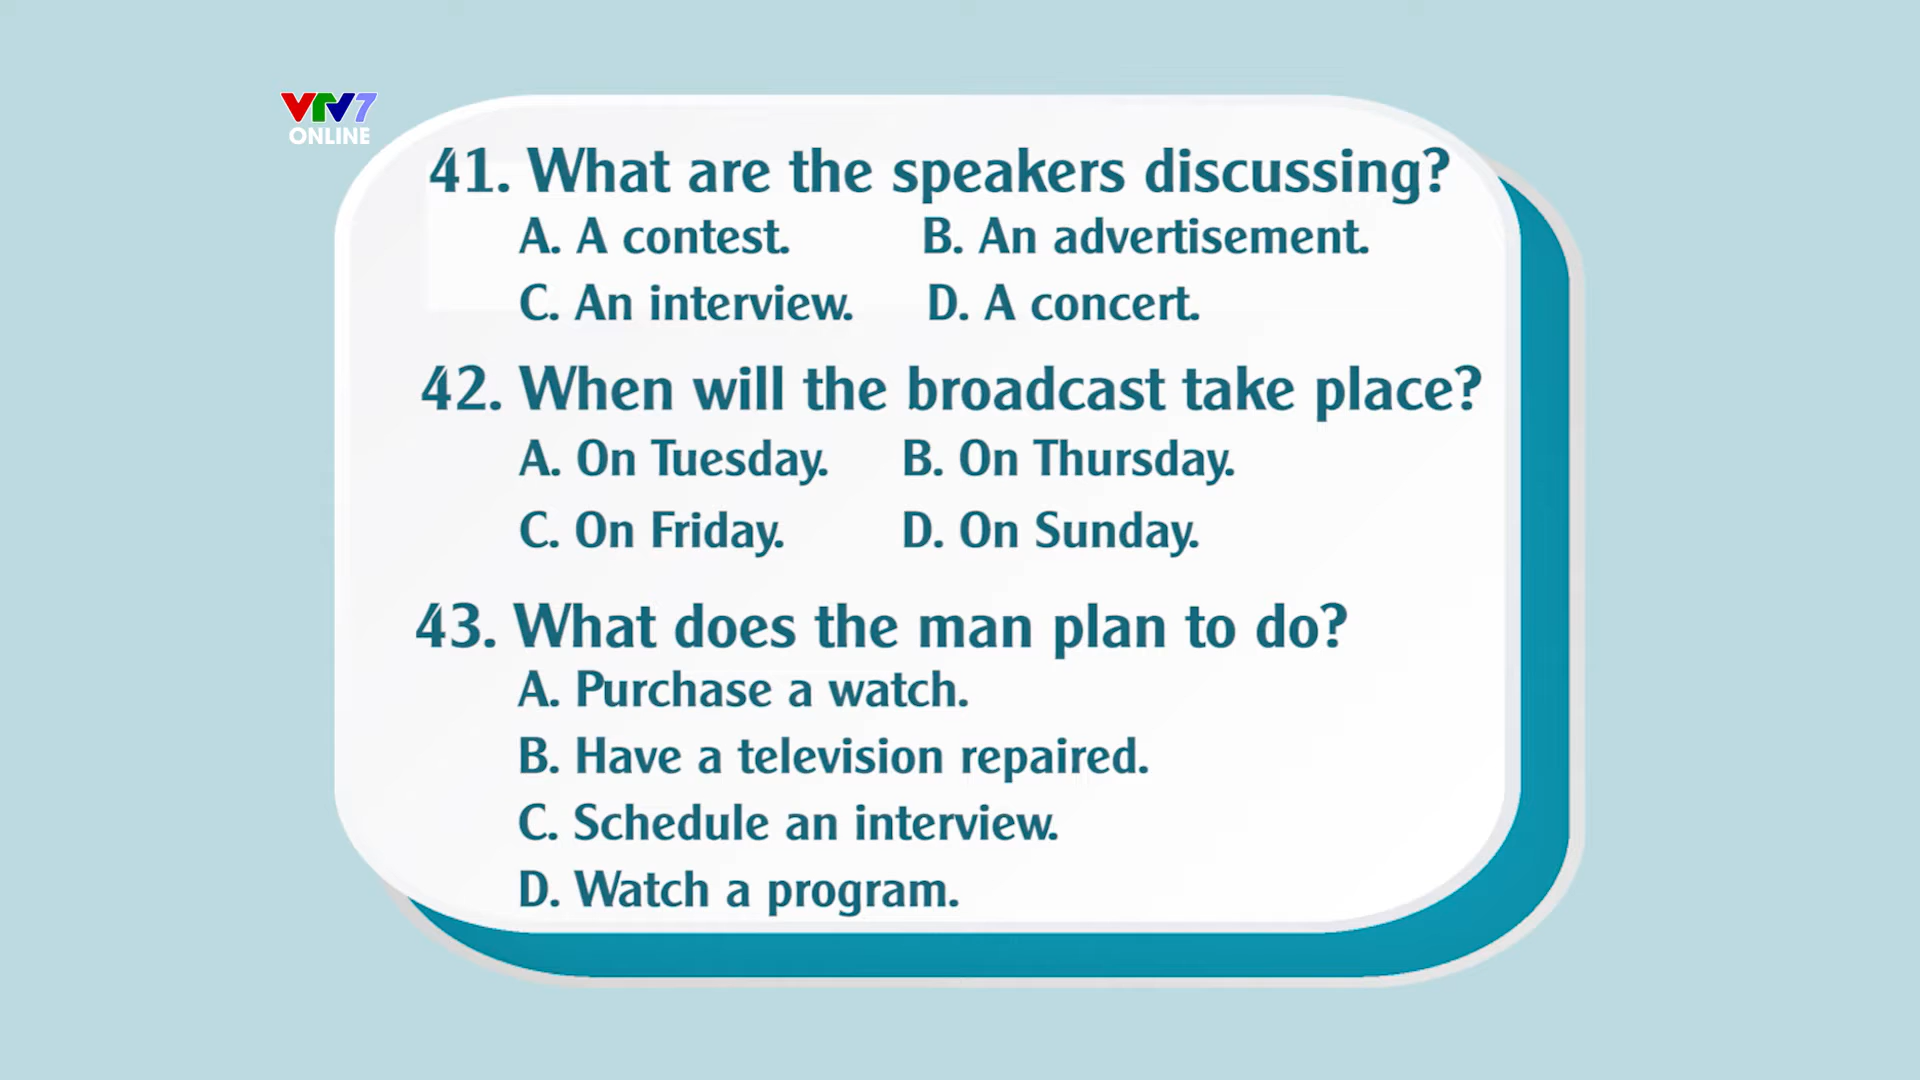 VTV7
ONLINE
41. What are the speakers discussing?
A. A contest. B. An advertisement.
C. An interview. D. A concert.
42. When will the broadcast take place?
A. On Tuesday. B. On Thursday.
C. On Friday. D. On Sunday.
43. What does the man plan to do?
A. Purchase a watch.
B. Have a television repaired.
C. Schedule an interview.
D. Watch a program.